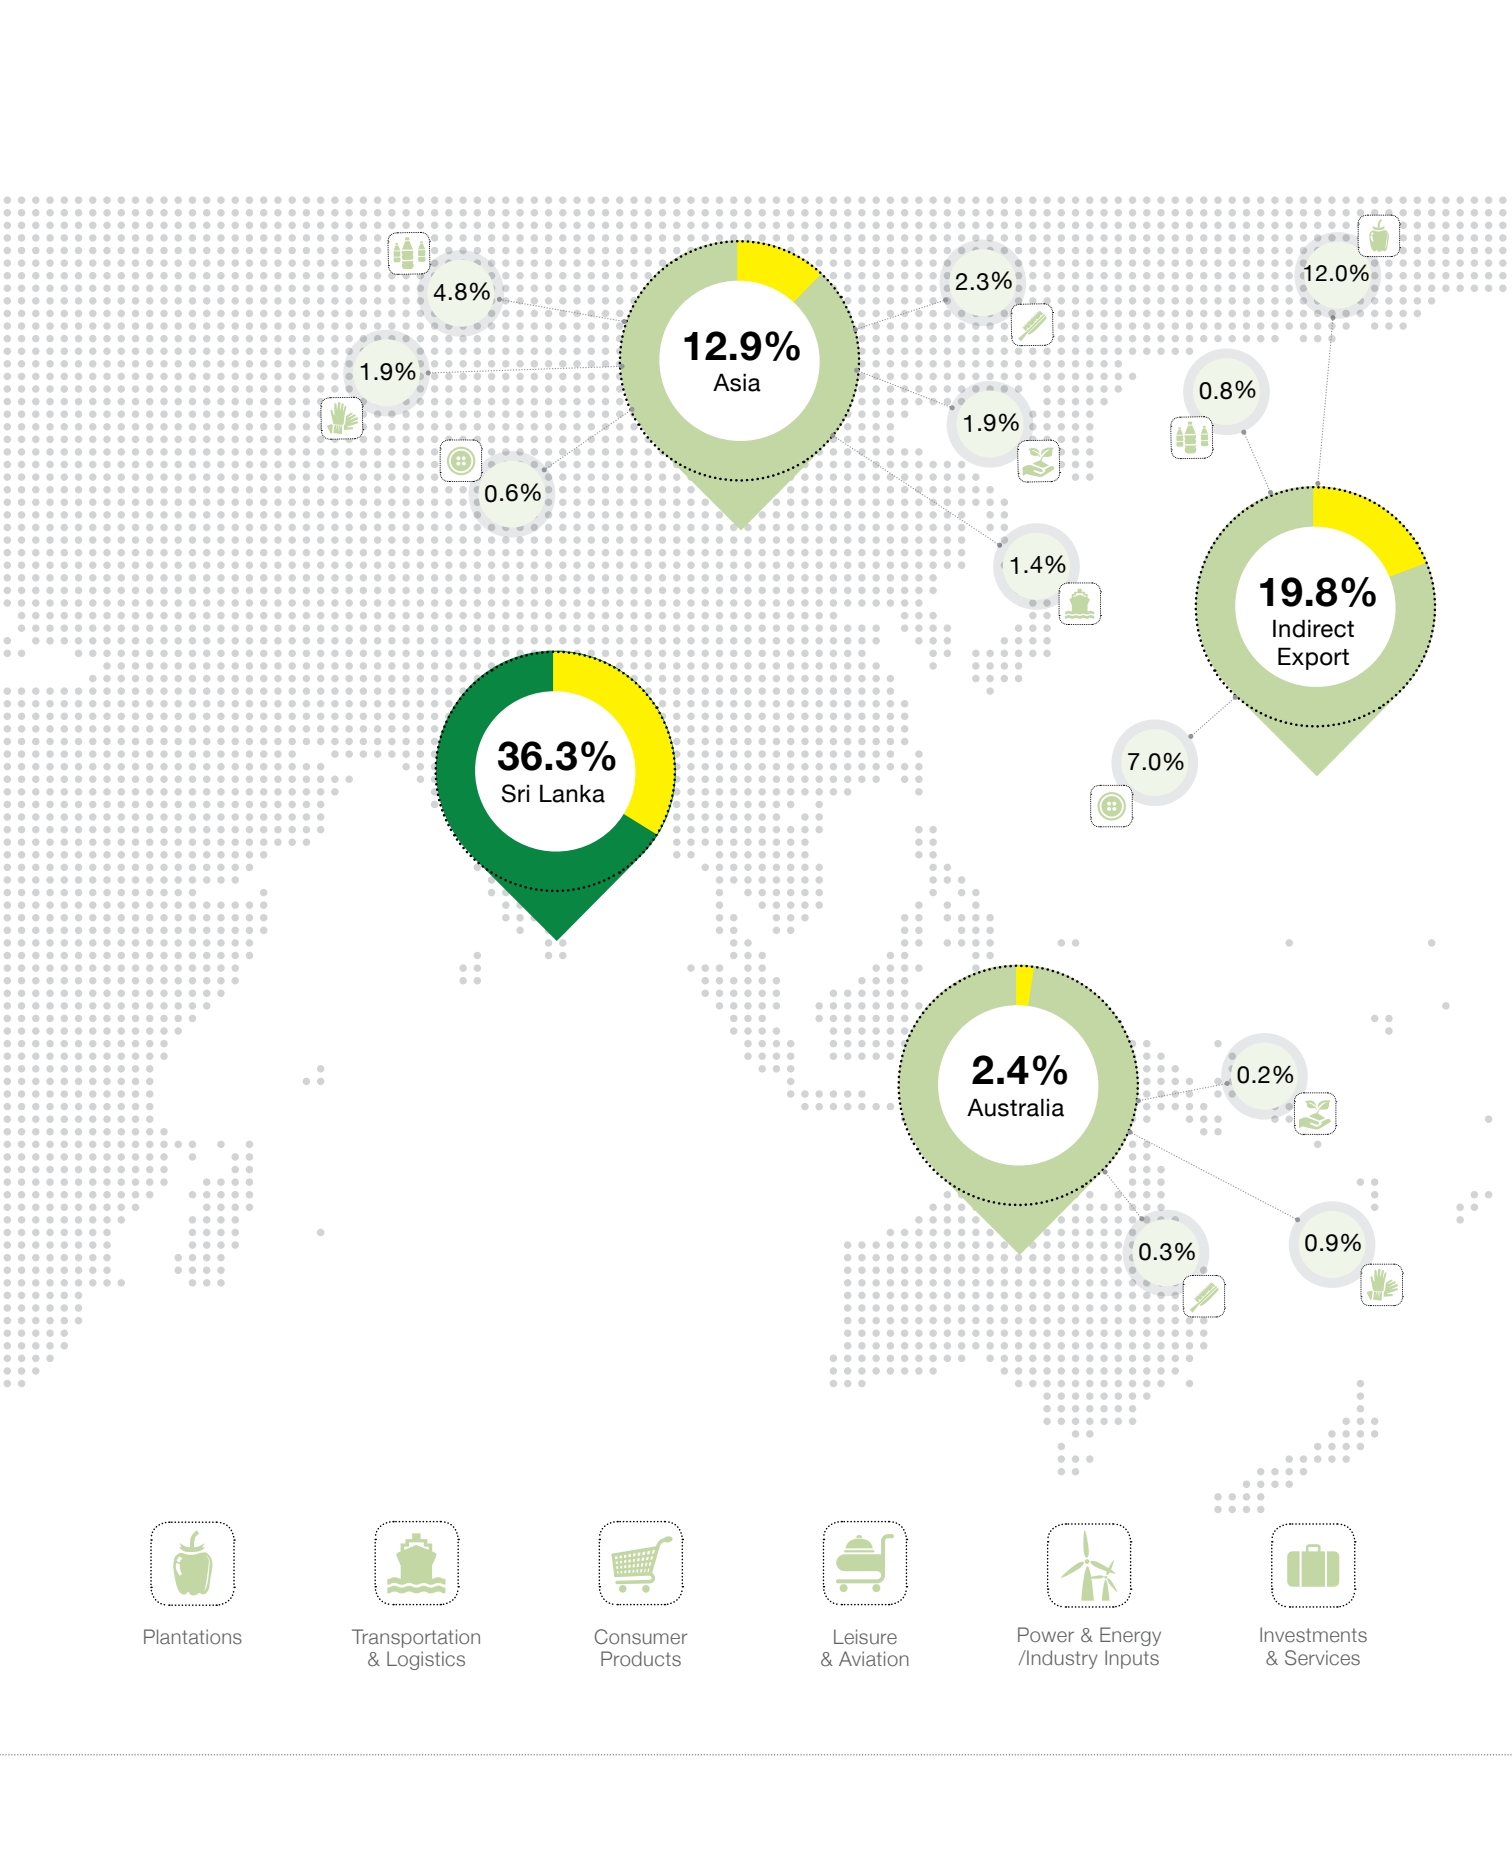 4.8%
1.9%
0.6%
12.9%
Asia
2.3%
1.9%
1.4%
12.0%
0.8%
19.8%
Indirect
Export
7.0%
36.3%
Sri Lanka
2.4%
Australia
0.2%
0.9%
0.3%
Plantations
Transportation
& Logistics
Consumer
Products
Leisure
& Aviation
Power & Energy
/Industry Inputs
Investments
& Services